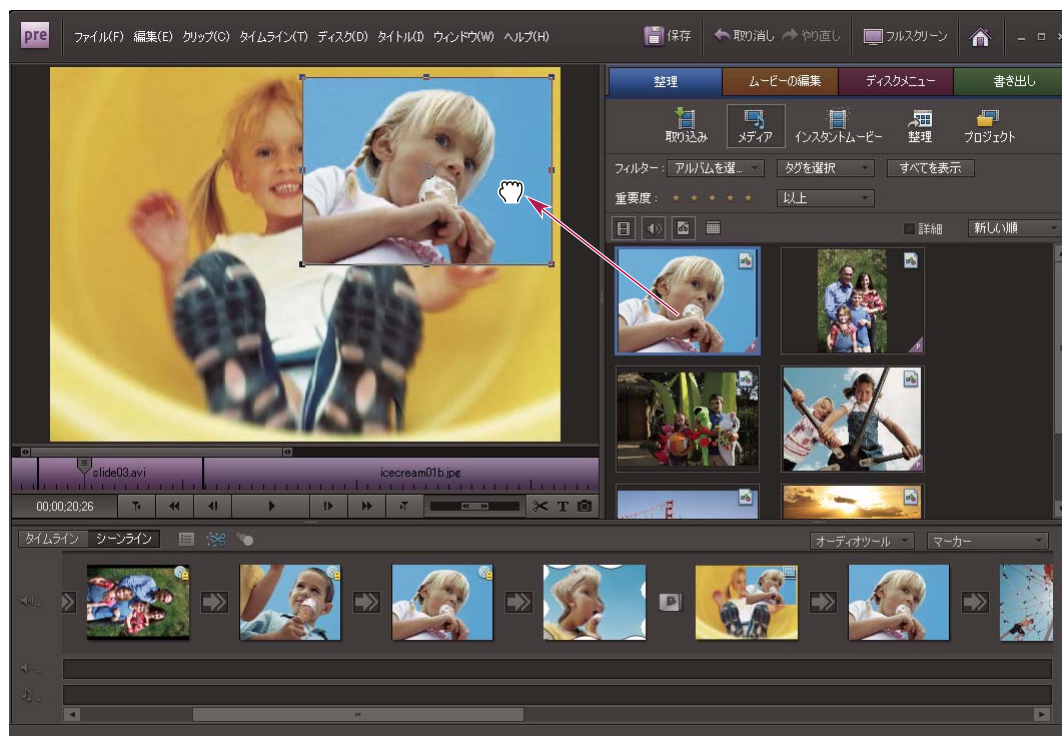 pre ファイル(F) 編集(E) クリップ(C) タイムライン(T) ディスク(D) タイトル(I) ウィンドウ(W) ヘルプ(H) 保存 取り消し やり直し フルスクリーン
整理 ムービーの編集 ディスクメニュー 書き出し
取り込み メディア インスタントムービー 整理 プロジェクト
フィルター: アルバムを選... タグを選択 すべてを表示
重要度: 以上
詳細 新しい順
slide03.avi icecream01b.jpg
00;00;20;26 T
タイムライン シーンライン オーディオツール マーカー